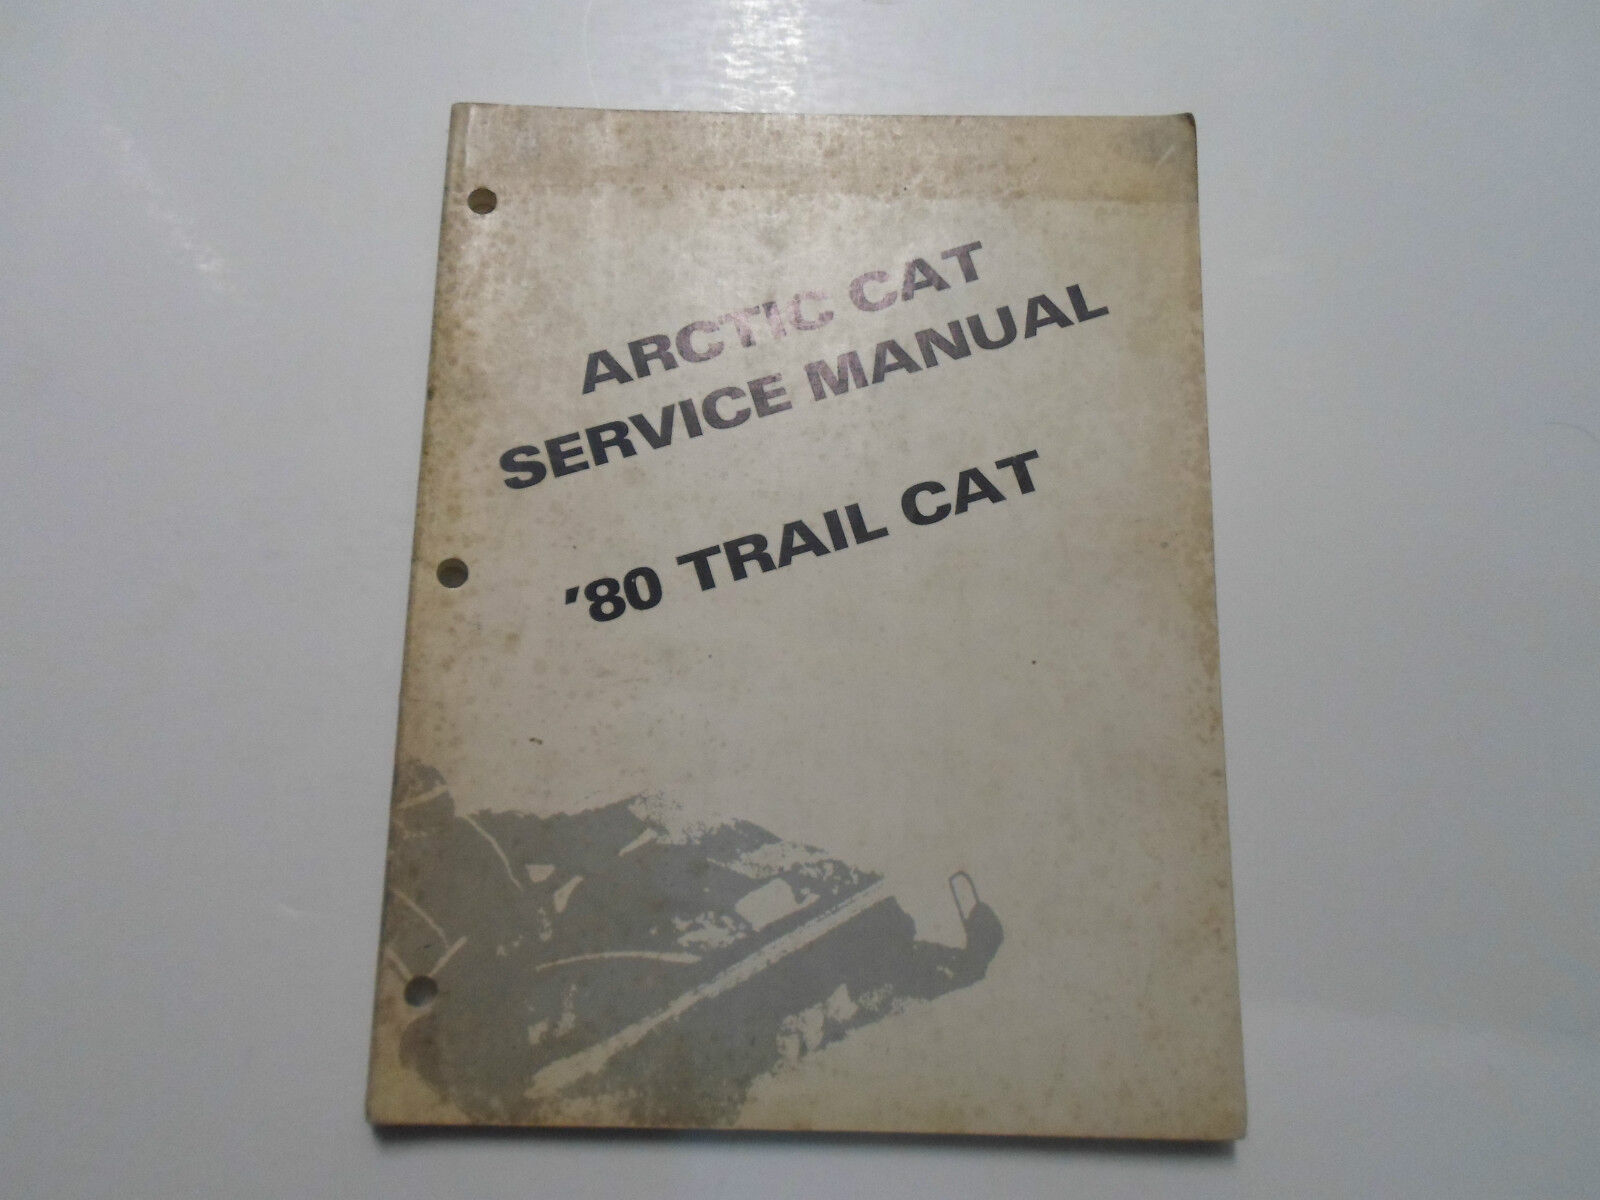 ARCTIC CAT
SERVICE MANUAL
'80 TRAIL CAT